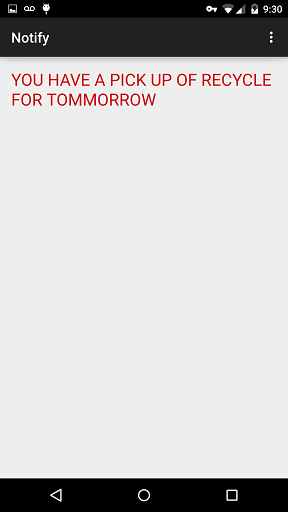 9:30
Notify
YOU HAVE A PICK UP OF RECYCLE
FOR TOMMORROW